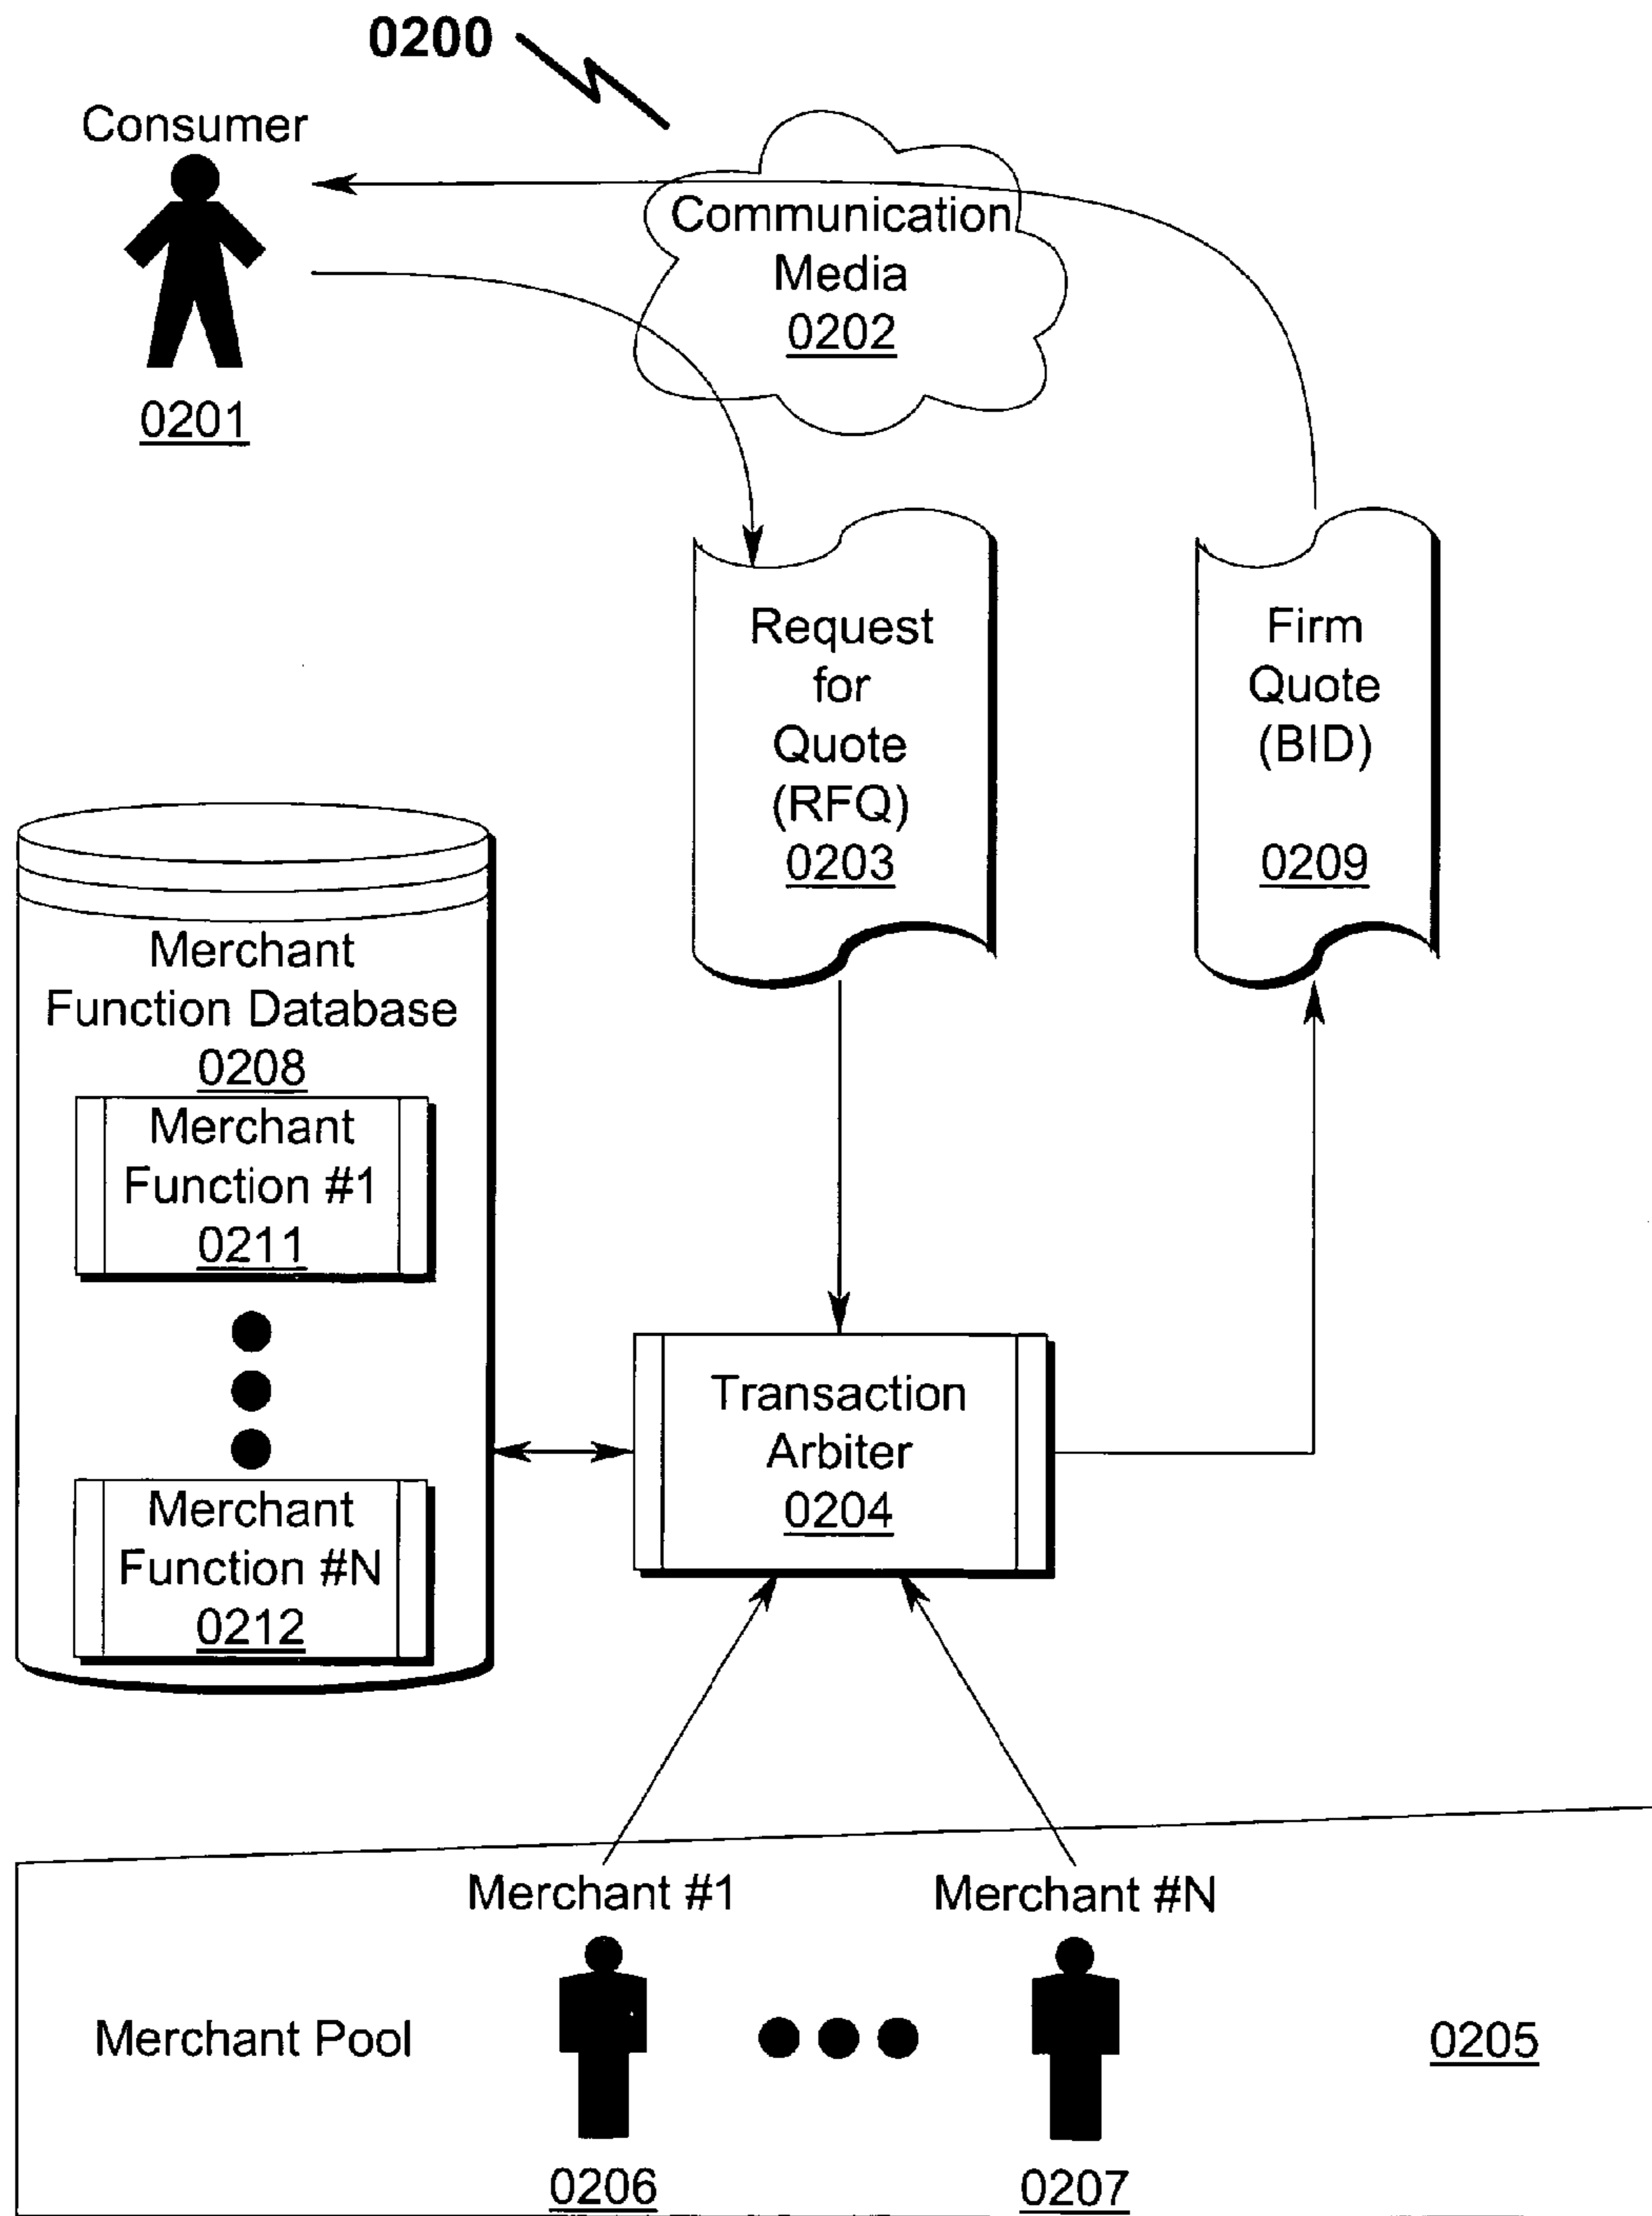 0200
Consumer
0201
Communication
Media
0202
Request
for
Quote
(RFQ)
0203
Firm
Quote
(BID)
0209
Merchant
Function Database
0208
Merchant
Function #1
0211
Merchant
Function #N
0212
Transaction
Arbiter
0204
Merchant #1
Merchant #N
Merchant Pool
0205
0206
0207